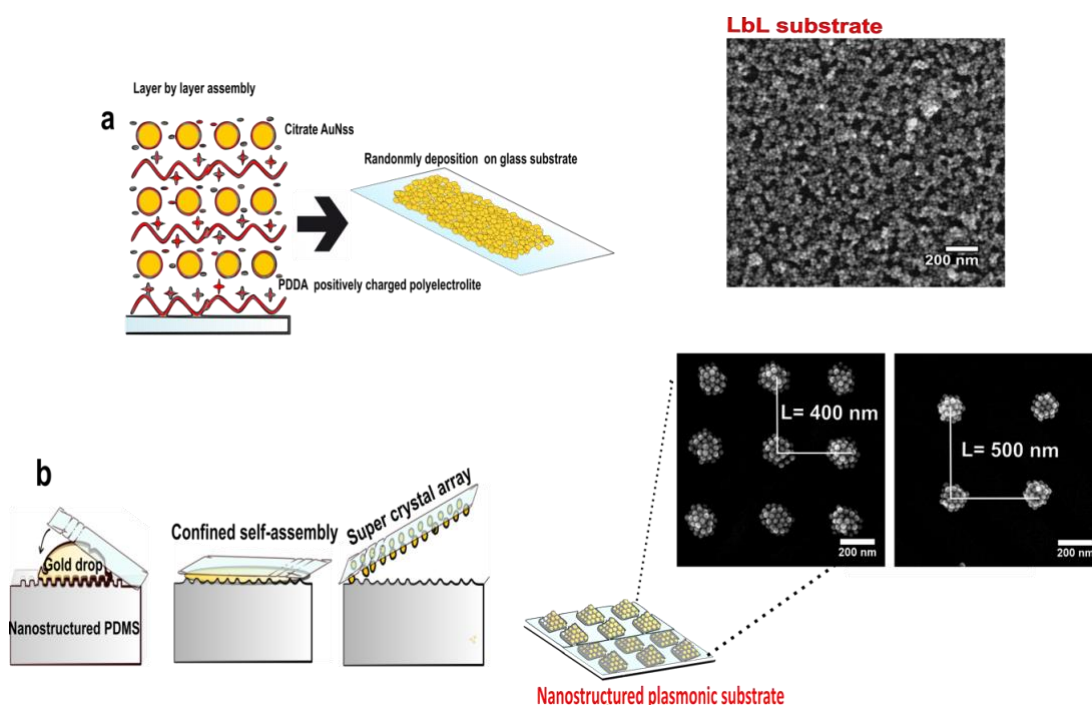 LbL substrate
Layer by layer assembly
a
Citrate AuNss
Randonmly deposition on glass substrate
PDDA positively charged polyelectrolite
200 nm
L= 400 nm
200 nm
L= 500 nm
200 nm
b
Gold drop
Nanostructured PDMS
Confined self-assembly
Super crystal array
Nanostructured plasmonic substrate